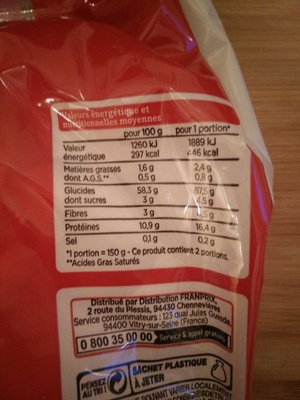 Valeurs énergétique et
nutritionnelles moyennes
pour 100 g pour 1 portion*
Valeur énergétique 1260 kJ 1889 kJ
297 kcal 446 kcal
Matières grasses 1,6 g 2,4 g
dont A.G.S.** 0,5 g 0,8 g
Glucides 58,3 g 87,5 g
dont sucres 3 g 4,5 g
Fibres 3 g 4,5 g
Protéines 10,9 g 16,4 g
Sel 0,1 g 0,2 g
*1 portion = 150 g - Ce produit contient 2 portions.
**Acides Gras Saturés
Distribué par Distribution FRANPRIX,
2 route du Plessis, 94430 Chennevières
Service consommateurs : 123 quai Jules Guesde,
94400 Vitry-sur-Seine (France)
0 800 35 00 00 Service & appel gratuits
PENSEZ
AU TRI !
SACHET PLASTIQUE
À JETER
POUVANT VARIER LOCALEMENT